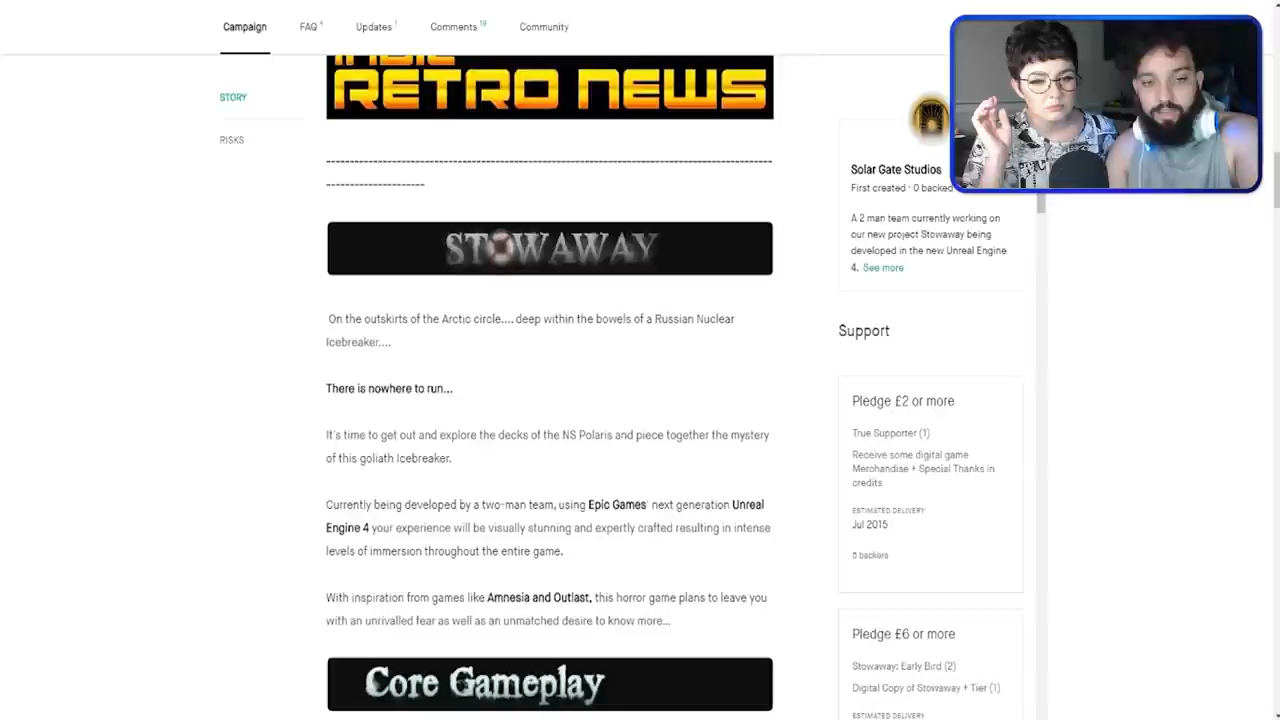 Campaign FAQ 4 Updates 1 Comments 19 Community
STORY
RISKS
RETRO NEWS
--------------------------------------------------------------------------------------------
--------------------
STOWAWAY
On the outskirts of the Arctic circle.... deep within the bowels of a Russian Nuclear
Icebreaker....
There is nowhere to run...
It's time to get out and explore the decks of the NS Polaris and piece together the mystery
of this goliath Icebreaker.
Currently being developed by a two-man team, using Epic Games' next generation Unreal
Engine 4 your experience will be visually stunning and expertly crafted resulting in intense
levels of immersion throughout the entire game.
With inspiration from games like Amnesia and Outlast, this horror game plans to leave you
with an unrivalled fear as well as an unmatched desire to know more...
Core Gameplay
Solar Gate Studios
First created · 0 backed
A 2 man team currently working on
our new project Stowaway being
developed in the new Unreal Engine
4. See more
Support
Pledge £2 or more
True Supporter (1)
Receive some digital game
Merchandise + Special Thanks in
credits
ESTIMATED DELIVERY
Jul 2015
5 backers
Pledge £6 or more
Stowaway: Early Bird (2)
Digital Copy of Stowaway + Tier (1)
ESTIMATED DELIVERY